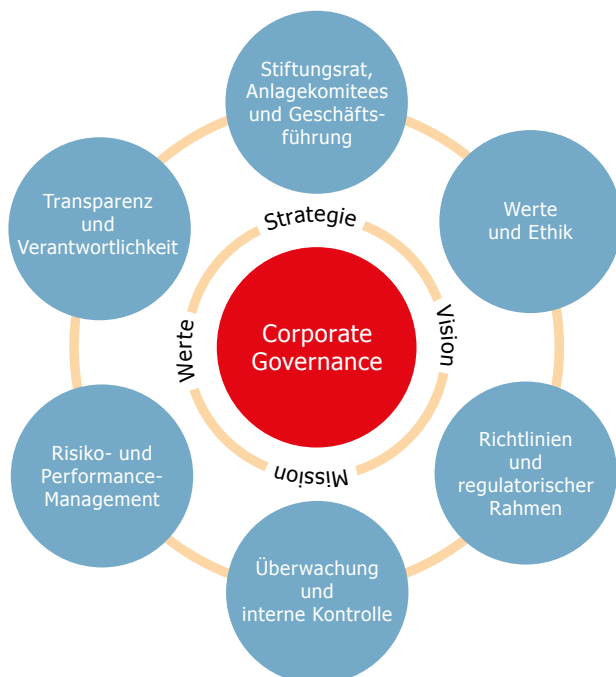 Stiftungsrat,
Anlagekomitees
und Geschäfts-
führung
Werte
und Ethik
Richtlinien
und
regulatorischer
Rahmen
Überwachung
und
interne Kontrolle
Risiko- und
Performance-
Management
Transparenz
und
Verantwortlichkeit
Strategie
Vision
Mission
Werte
Corporate
Governance